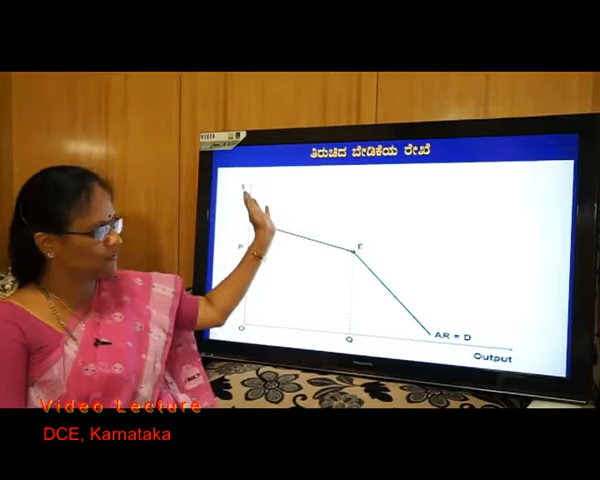 ತಿರುಚಿದ ಬೇಡಿಕೆಯ ರೇಖೆ
P
E
O
Q
AR = D
Output
Video Lecture
DCE, Karnataka